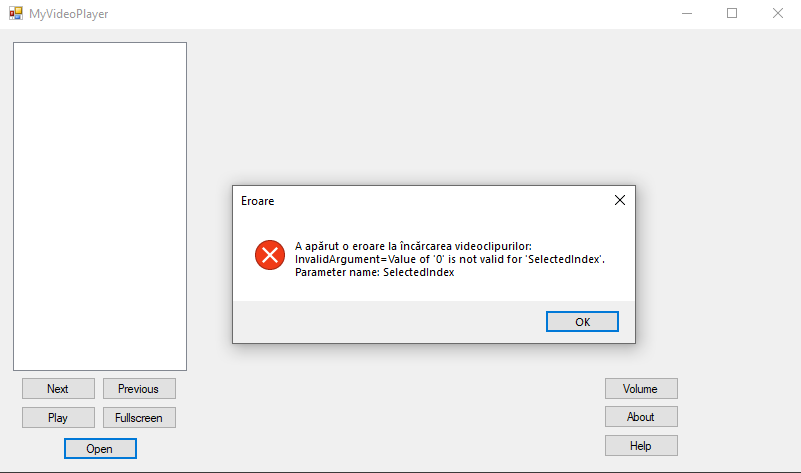 MyVideoPlayer
Eroare
A apărut o eroare la încărcarea videoclipurilor:
InvalidArgument=Value of '0' is not valid for 'SelectedIndex'.
Parameter name: SelectedIndex
OK
Next
Previous
Play
Fullscreen
Open
Volume
About
Help